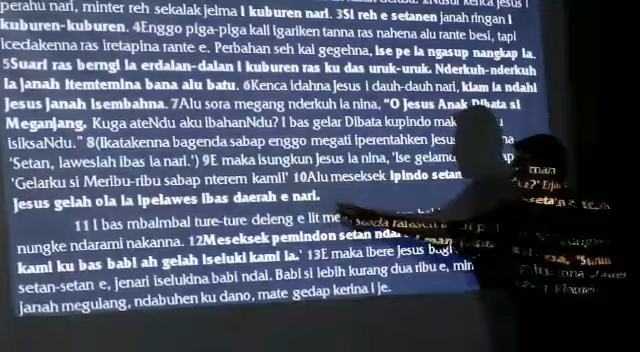 perahu nari, minter reh sekalak jelma I kuburen nari. 3SI reh e setanen janah ringan I
kuburen-kuburen. 4Enggo piga-piga kali igariken tanna ras nahena alu rante besi, tapi
icedakenna ras iretapina rante e. Perbahan seh kal gegehna, Ise pe la ngasup nangkap Ia.
5Suari ras berngi Ia erdalan-dalan I kuburen ras ku das uruk-uruk. Nderkuh-nderkuh
Ia janah Itemtemina bana alu batu. 6Kenca idahna Jesus i dauh-dauh nari, kiam Ia ndahi
Jesus janah Isembahna. 7Alu sora megang nderkuh ia nina, "O Jesus Anak Dibata si
Meganjang. Kuga ateNdu aku IbahanNdu? I bas gelar Dibata kupindo
isiksaNdu." 8(Ikatakenna bagenda sabap enggo megati iperentahken Jesus
'Setan, laweslah ibas ia nari.') 9E maka isungkun Jesus ia nina, 'Ise
'Gelarku si Meribu-ribu sabap nterem kami!' 10Alu meseksek Ipindo setan
Jesus gelah ola Ia Ipelawes Ibas daerah e nari.
11 I bas mbalmbal ture-ture deleng e lit
nungke ndarami nakanna. 12Meseksek pemindon setan
kami ku bas babi ah gelah Iseluki kami Ia.' 13E maka ibere Jesus
setan-setan e, jenari iselukina babi ndai. Babi si lebih kurang dua ribu e,
janah megulang, ndabuhen ku dano, mate gedap kerina I je.